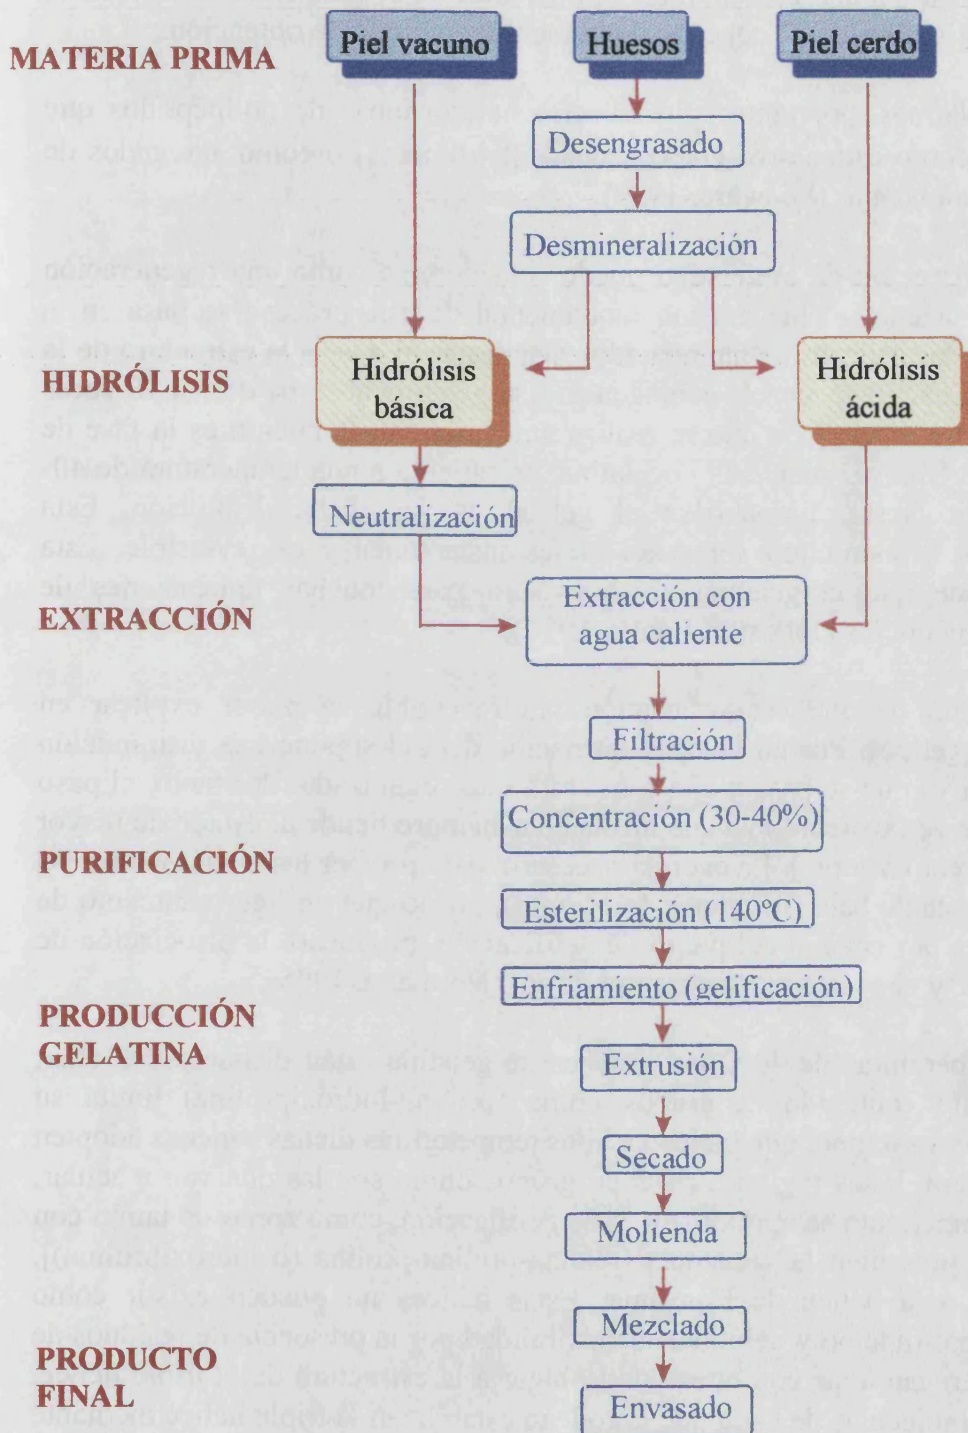 MATERIA PRIMA
Piel vacuno
Huesos
Piel cerdo
Desengrasado
Desmineralización
HIDRÓLISIS
Hidrólisis
básica
Hidrólisis
ácida
Neutralización
EXTRACCIÓN
Extracción con
agua caliente
Filtración
Concentración (30-40%)
PURIFICACIÓN
Esterilización (140°C)
Enfriamiento (gelificación)
PRODUCCIÓN
GELATINA
Extrusión
Secado
Molienda
Mezclado
PRODUCTO
FINAL
Envasado